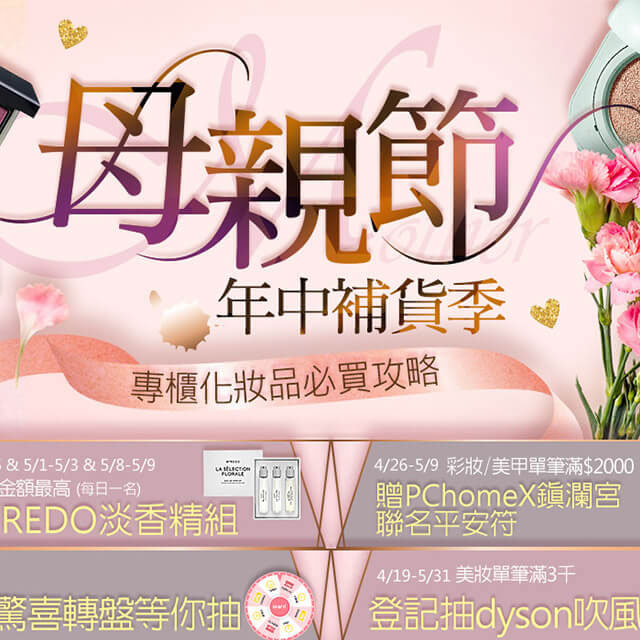 母親節
年中補貨季
專櫃化妝品必買攻略
& 5/1-5/3 & 5/8-5/9
金額最高 (每日一名)
REDO淡香精組
BYREDO
LA SÉLECTION
FLORALE
4/26-5/9 彩妝/美甲單筆滿$2000
贈PChomeX鎮瀾宮
聯名平安符
驚喜轉盤等你抽
4/19-5/31 美妝單筆滿3千
登記抽dyson吹風